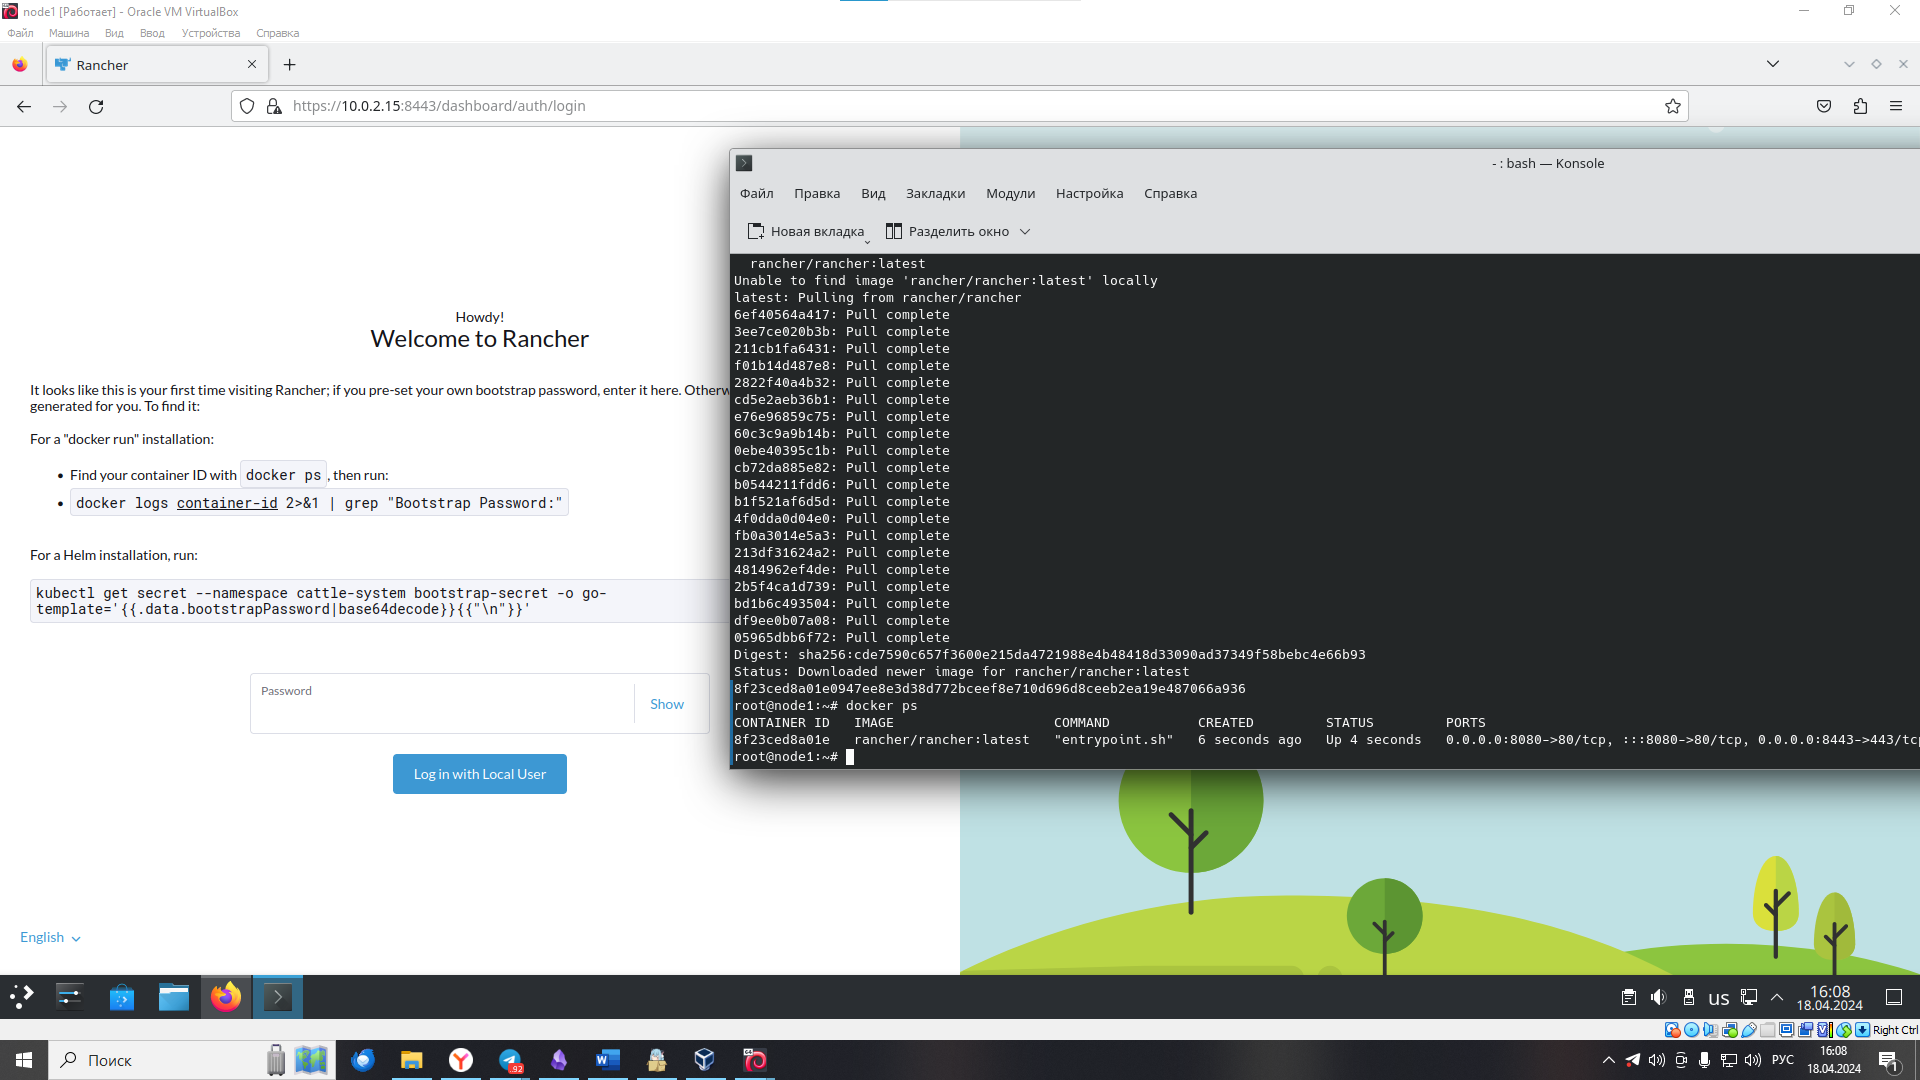 node1 [Работает] - Oracle VM VirtualBox
Файл Машина Вид Ввод Устройства Справка
Rancher
https://10.0.2.15:8443/dashboard/auth/login
Howdy!
Welcome to Rancher
It looks like this is your first time visiting Rancher; if you pre-set your own bootstrap password, enter it here. Otherw
generated for you. To find it:
For a "docker run" installation:
Find your container ID with docker ps, then run:
docker logs container-id 2>&1 | grep "Bootstrap Password:"
For a Helm installation, run:
kubectl get secret --namespace cattle-system bootstrap-secret -o go-
template='{{.data.bootstrapPassword|base64decode}}{{"\n"}}'
Password
Show
Log in with Local User
English
- : bash — Konsole
Файл Правка Вид Закладки Модули Настройка Справка
Новая вкладка Разделить окно
rancher/rancher:latest
Unable to find image 'rancher/rancher:latest' locally
latest: Pulling from rancher/rancher
6ef40564a417: Pull complete
3ee7ce020b3b: Pull complete
211cb1fa6431: Pull complete
f01b14d487e8: Pull complete
2822f40a4b32: Pull complete
cd5e2aeb36b1: Pull complete
e76e96859c75: Pull complete
60c3c9a9b14b: Pull complete
0ebe40395c1b: Pull complete
cb72da885e82: Pull complete
b0544211fdd6: Pull complete
b1f521af6d5d: Pull complete
4f0dda0d04e0: Pull complete
fb0a3014e5a3: Pull complete
213df31624a2: Pull complete
4814962ef4de: Pull complete
2b5f4ca1d739: Pull complete
bd1b6c493504: Pull complete
df9ee0b07a08: Pull complete
05965dbb6f72: Pull complete
Digest: sha256:cde7590c657f3600e215da4721988e4b48418d33090ad37349f58bebc4e66b93
Status: Downloaded newer image for rancher/rancher:latest
8f23ced8a01e0947ee8e3d38d772bceef8e710d696d8ceeb2ea19e487066a936
root@node1:~# docker ps
CONTAINER ID IMAGE COMMAND CREATED STATUS PORTS
8f23ced8a01e rancher/rancher:latest "entrypoint.sh" 6 seconds ago Up 4 seconds 0.0.0.0:8080->80/tcp, :::8080->80/tcp, 0.0.0.0:8443->443/tcp
root@node1:~#
us
16:08
18.04.2024
Right Ctrl
Поиск
64
92
РУС
16:08
18.04.2024
1